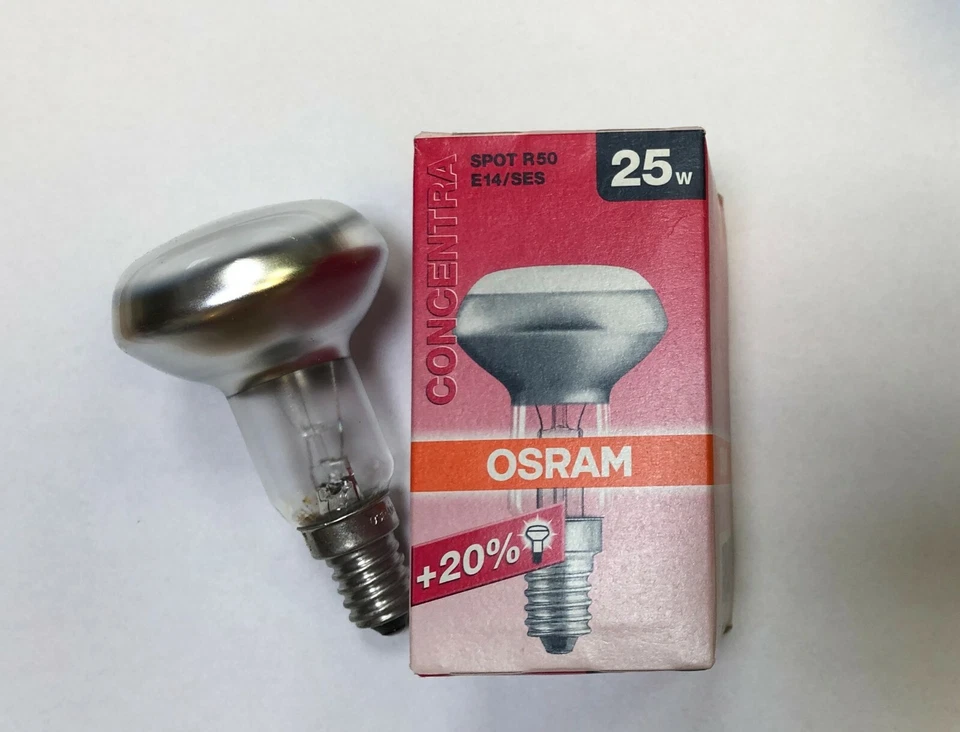 SPOT R50
E14/SES
25W
CONCENTRA
OSRAM
+20%